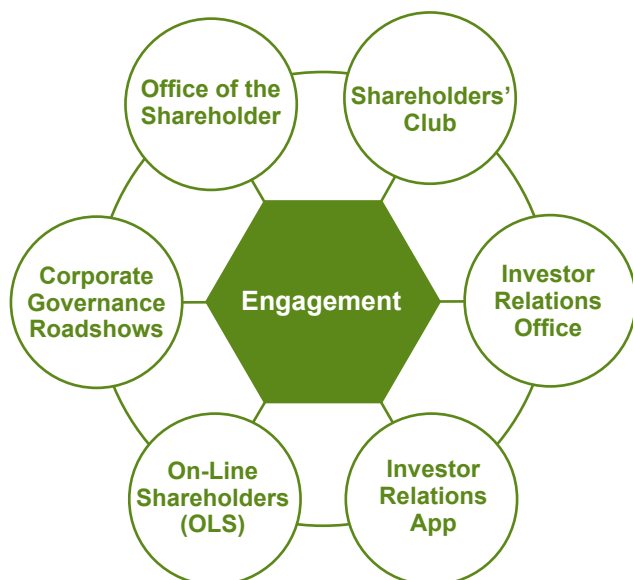 Office of the
Shareholder
Shareholders’
Club
Corporate
Governance
Roadshows
Engagement
Investor
Relations
Office
On-Line
Shareholders
(OLS)
Investor
Relations
App